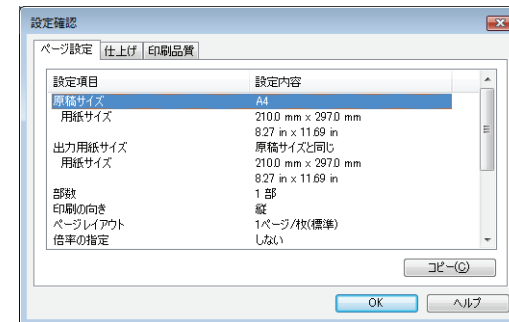 設定確認
ページ設定 仕上げ 印刷品質
設定項目 設定内容
原稿サイズ A4
用紙サイズ 210.0 mm x 297.0 mm
8.27 in x 11.69 in
出力用紙サイズ 原稿サイズと同じ
用紙サイズ 210.0 mm x 297.0 mm
8.27 in x 11.69 in
部数 1 部
印刷の向き 縦
ページレイアウト 1ページ/枚(標準)
倍率の指定 しない
コピー(C)
OK ヘルプ